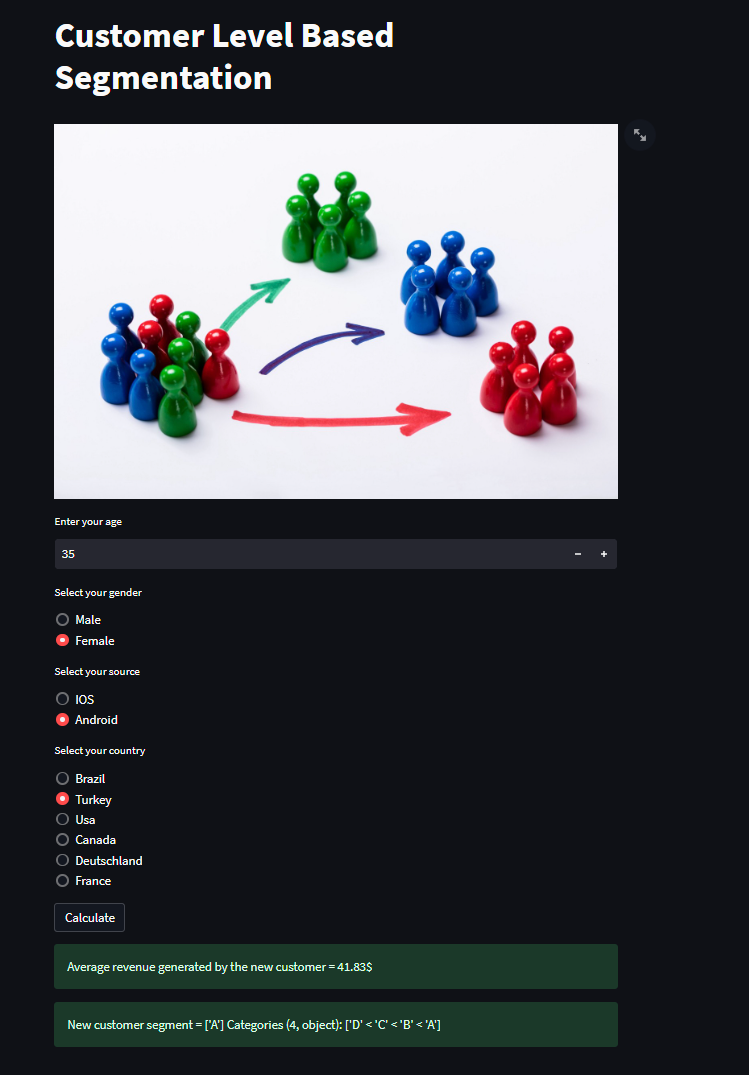 Customer Level Based
Segmentation
Enter your age
35
− +
Select your gender
Male
Female
Select your source
IOS
Android
Select your country
Brazil
Turkey
Usa
Canada
Deutschland
France
Calculate
Average revenue generated by the new customer = 41.83$
New customer segment = ['A'] Categories (4, object): ['D' < 'C' < 'B' < 'A']